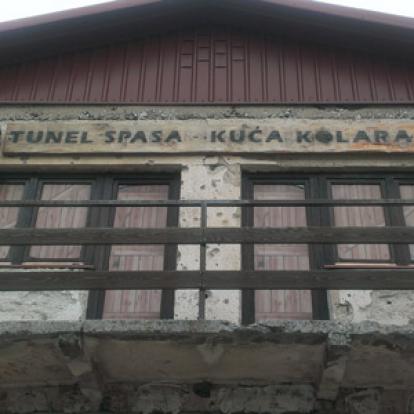 TUNEL SPASA - KUĆA KOLARA